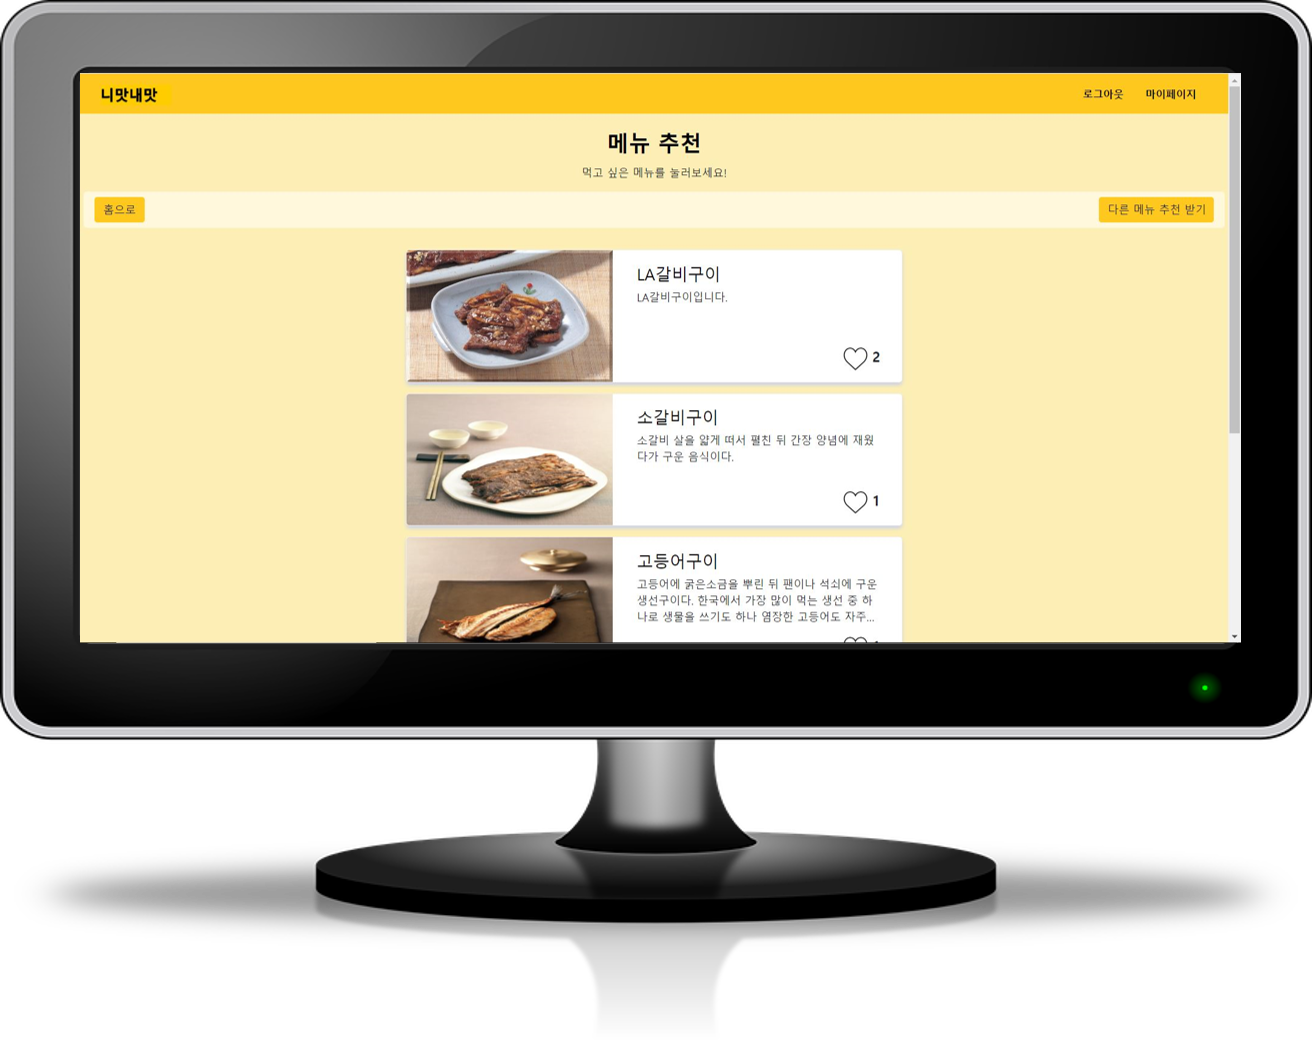 니맛내맛
로그아웃 마이페이지
메뉴 추천
먹고 싶은 메뉴를 눌러보세요!
홈으로
다른 메뉴 추천 받기
LA갈비구이
LA갈비구이입니다.
2
소갈비구이
소갈비 살을 얇게 떠서 펼친 뒤 간장 양념에 재웠
다가 구운 음식이다.
1
고등어구이
고등어에 굵은소금을 뿌린 뒤 팬이나 석쇠에 구운
생선구이다. 한국에서 가장 많이 먹는 생선 중 하
나로 생물을 쓰기도 하나 염장한 고등어도 자주...